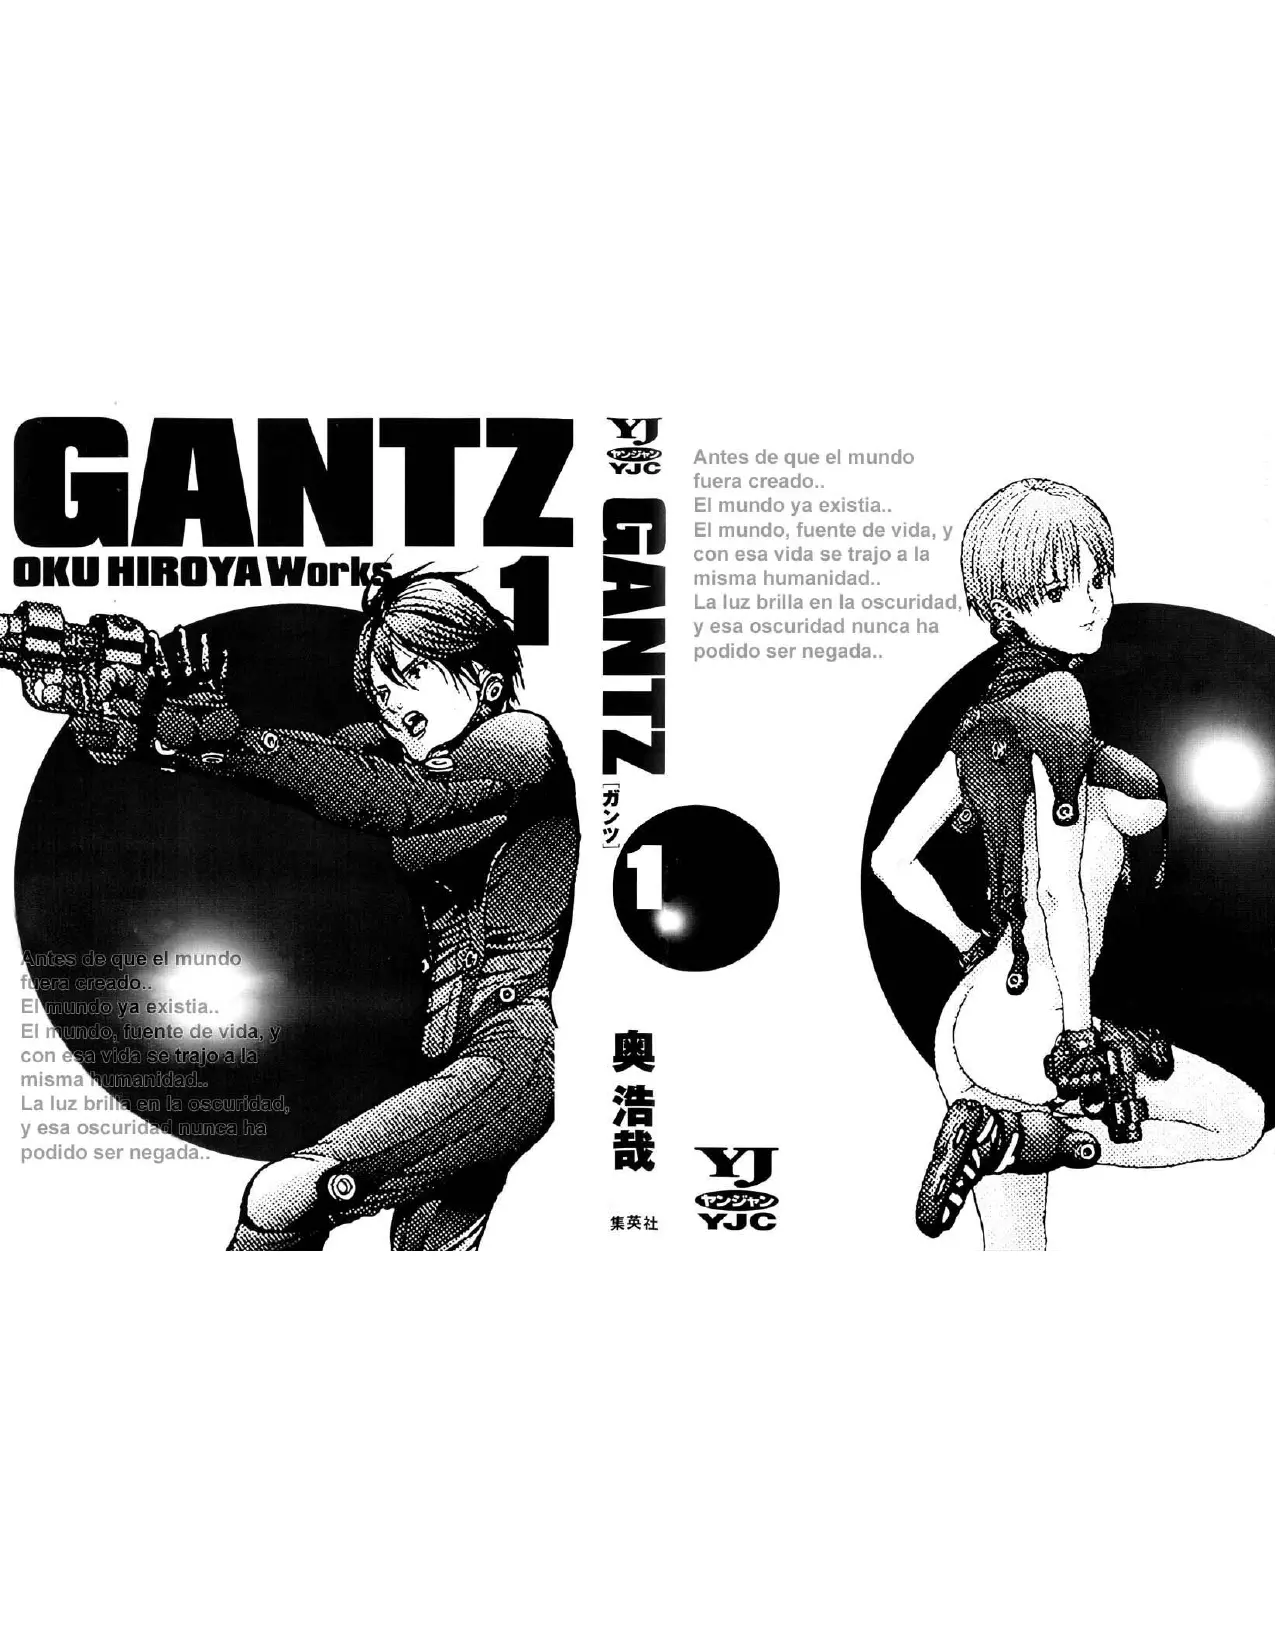 GANTZ
OKU HIROYA Works
1
Antes de que el mundo
fuera creado..
El mundo ya existia..
El mundo, fuente de vida, y
con esa vida se trajo a la
misma humanidad..
La luz brilla en la oscuridad,
y esa oscuridad nunca ha
podido ser negada..
YJ
ヤンジャン
YJC
GANTZ
[ガンツ]
1
奥浩哉
集英社
Antes de que el mundo
fuera creado..
El mundo ya existia..
El mundo, fuente de vida, y
con esa vida se trajo a la
misma humanidad..
La luz brilla en la oscuridad,
y esa oscuridad nunca ha
podido ser negada..
YJ
ヤンジャン
YJC